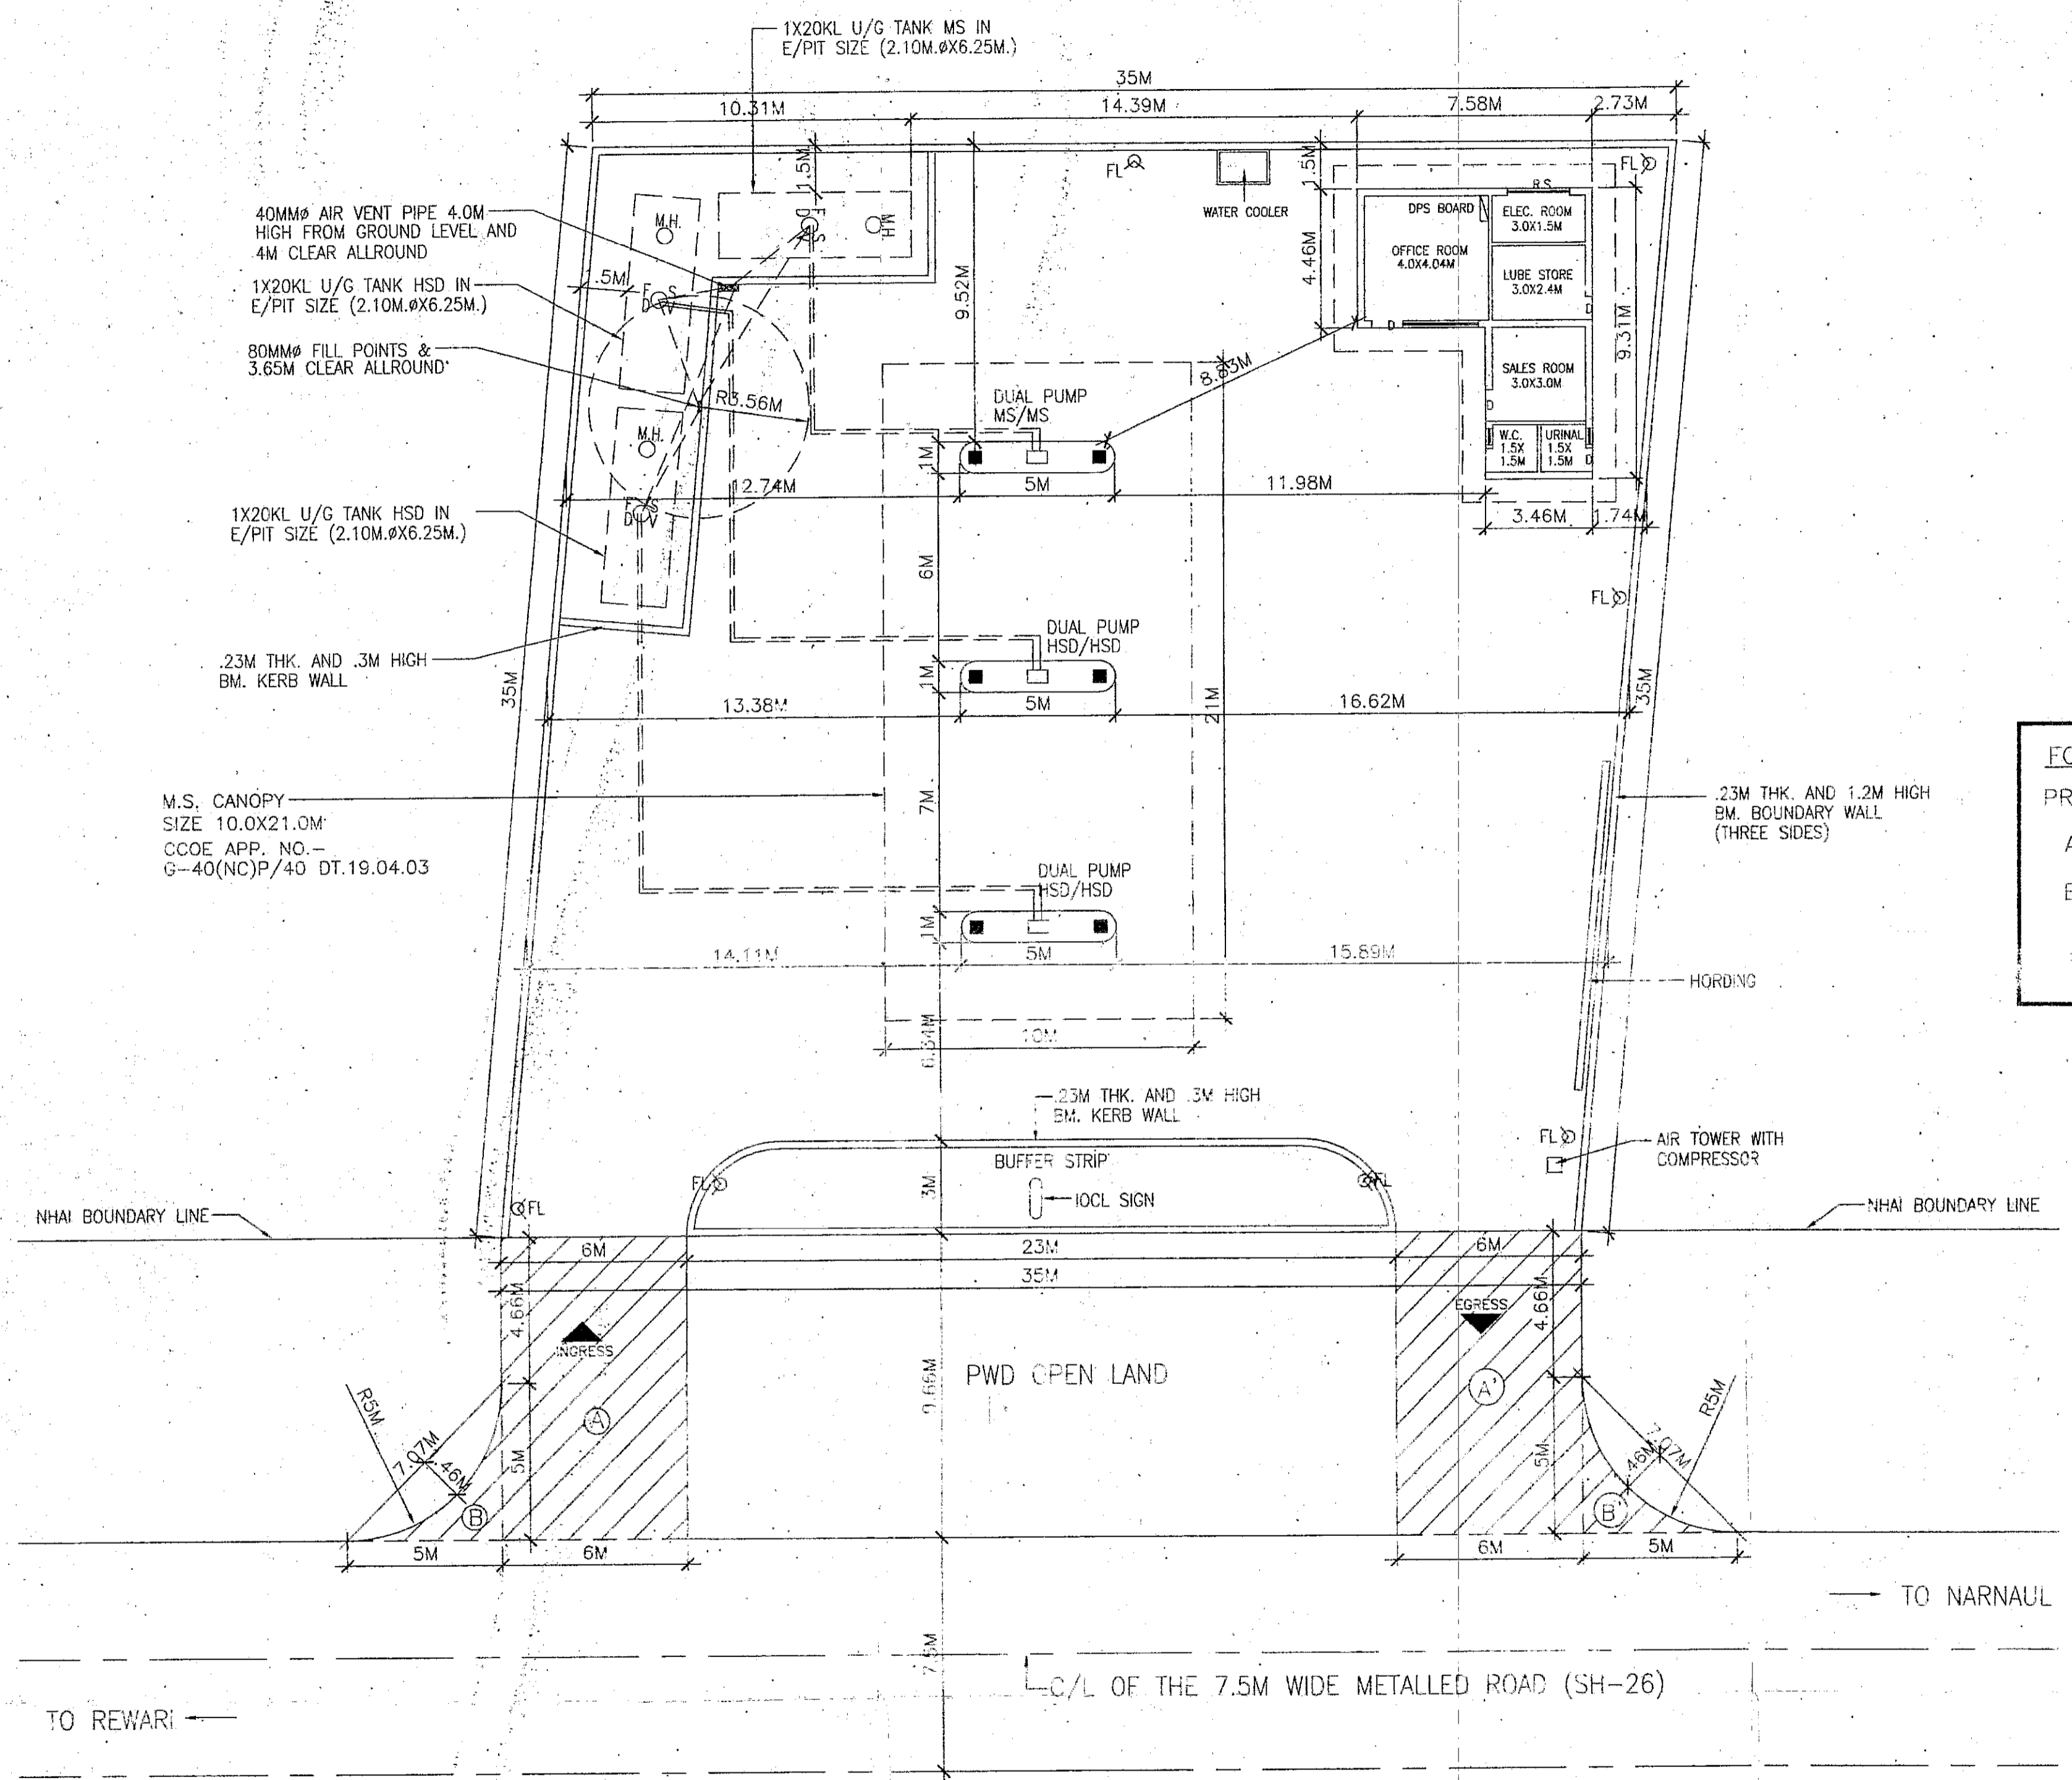 1X20KL U/G TANK MS IN
E/PIT SIZE (2.10M.ØX6.25M.)
35M
10.31M
14.39M
7.58M
2.73M
1.5M
FL
WATER COOLER
1.5M
FL
40MMØ AIR VENT PIPE 4.0M
HIGH FROM GROUND LEVEL AND
4M CLEAR ALLROUND
M.H.
F
D
S
M.H.
R.S.
DPS BOARD
ELEC. ROOM
3.0X1.5M
OFFICE ROOM
4.0X4.04M
4.46M
LUBE STORE
3.0X2.4M
D
D
9.31M
9.52M
.5M
1X20KL U/G TANK HSD IN
E/PIT SIZE (2.10M.ØX6.25M.)
F
S
D
V
80MMØ FILL POINTS &
3.65M CLEAR ALLROUND
R3.56M
8.83M
SALES ROOM
3.0X3.0M
D
DUAL PUMP
MS/MS
M.H.
W.C.
1.5X
1.5M
URINAL
1.5X
1.5M
D
1M
12.74M
5M
11.98M
3.46M
1.74M
1X20KL U/G TANK HSD IN
E/PIT SIZE (2.10M.ØX6.25M.)
F
S
D
V
6M
FL
DUAL PUMP
HSD/HSD
.23M THK. AND .3M HIGH
BM. KERB WALL
35M
1M
13.38M
5M
21M
16.62M
35M
M.S. CANOPY
SIZE 10.0X21.0M
CCOE APP. NO.-
G-40(NC)P/40 DT.19.04.03
7M
.23M THK. AND 1.2M HIGH
BM. BOUNDARY WALL
(THREE SIDES)
DUAL PUMP
HSD/HSD
1M
14.11M
5M
15.89M
HORDING
6.34M
10M
.23M THK. AND .3M HIGH
BM. KERB WALL
FL
AIR TOWER WITH
COMPRESSOR
BUFFER STRIP
FL
3M
IOCL SIGN
FL
FL
NHAI BOUNDARY LINE
NHAI BOUNDARY LINE
6M
23M
6M
35M
4.66M
4.66M
INGRESS
EGRESS
PWD OPEN LAND
9.66M
A
A'
R5M
7.07M
.46M
5M
B
R5M
7.07M
.46M
5M
B'
5M
6M
6M
5M
TO NARNAUL
7.5M
C/L OF THE 7.5M WIDE METALLED ROAD (SH-26)
TO REWARI